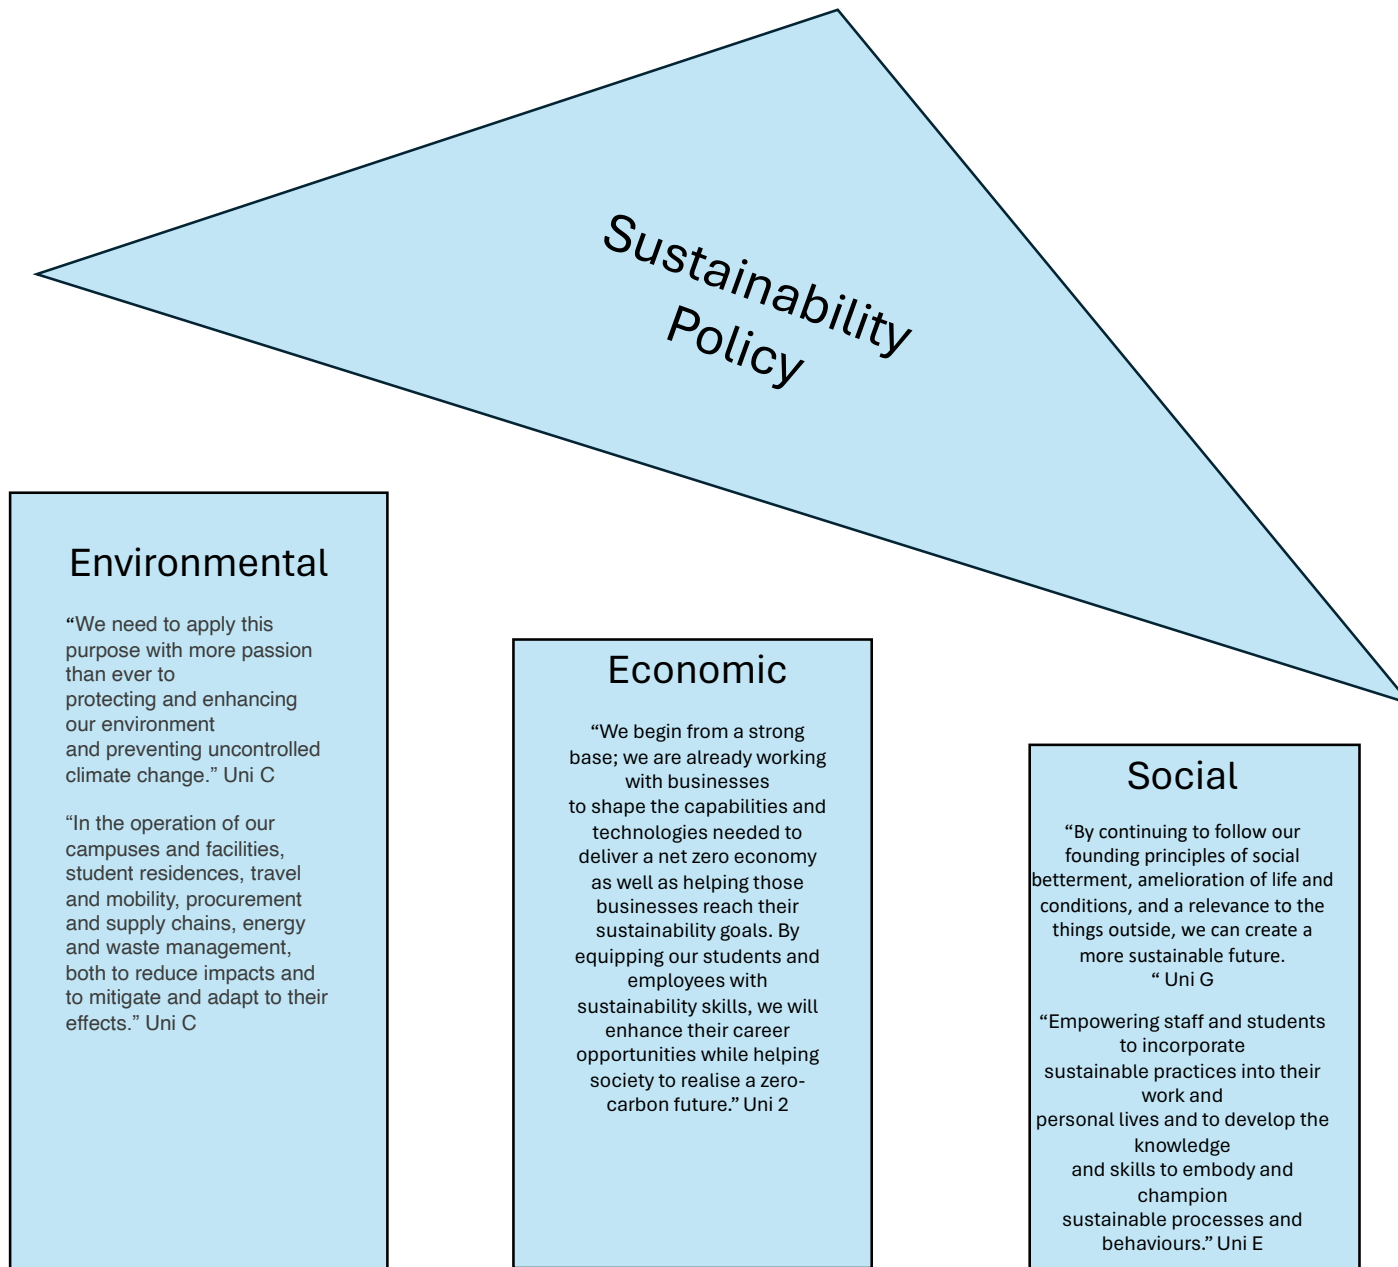 Sustainability
Policy
Environmental
“We need to apply this
purpose with more passion
than ever to
protecting and enhancing
our environment
and preventing uncontrolled
climate change.” Uni C
“In the operation of our
campuses and facilities,
student residences, travel
and mobility, procurement
and supply chains, energy
and waste management,
both to reduce impacts and
to mitigate and adapt to their
effects.” Uni C
Economic
“We begin from a strong
base; we are already working
with businesses
to shape the capabilities and
technologies needed to
deliver a net zero economy
as well as helping those
businesses reach their
sustainability goals. By
equipping our students and
employees with
sustainability skills, we will
enhance their career
opportunities while helping
society to realise a zero-
carbon future.” Uni 2
Social
“By continuing to follow our
founding principles of social
betterment, amelioration of life and
conditions, and a relevance to the
things outside, we can create a
more sustainable future.
“ Uni G
“Empowering staff and students
to incorporate
sustainable practices into their
work and
personal lives and to develop the
knowledge
and skills to embody and
champion
sustainable processes and
behaviours.” Uni E